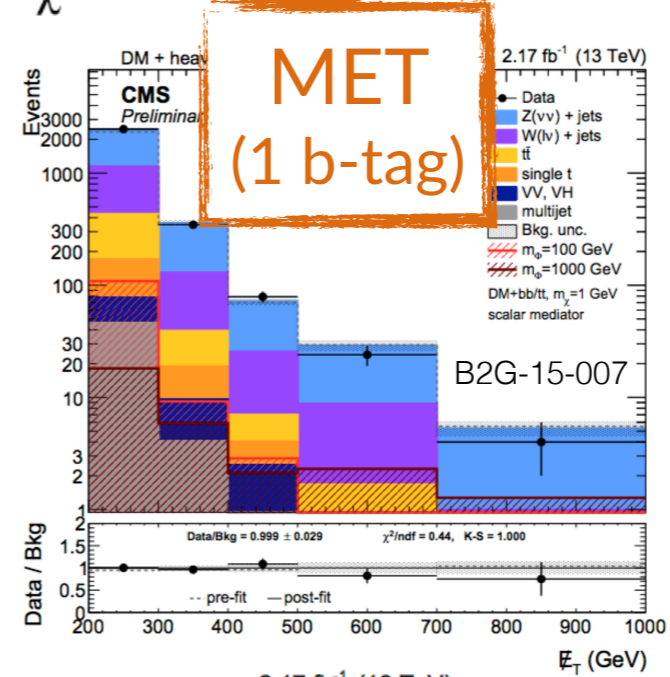 χ
DM + heav
2.17 fb⁻¹ (13 TeV)
MET
(1 b-tag)
CMS
Preliminar
Events
3000
2000
1000
300
200
100
30
20
10
3
2
1
Data
Z(νν) + jets
W(lν) + jets
tt̄
single t
VV, VH
multijet
Bkg. unc.
m_Φ=100 GeV
m_Φ=1000 GeV
DM+bb/tt, m_χ=1 GeV
scalar mediator
B2G-15-007
Data / Bkg
2
1.5
1
0.5
0
Data/Bkg = 0.999 ± 0.029
χ²/ndf = 0.44, K-S = 1.000
pre-fit
post-fit
200 300 400 500 600 700 800 900 1000
E̸_T (GeV)